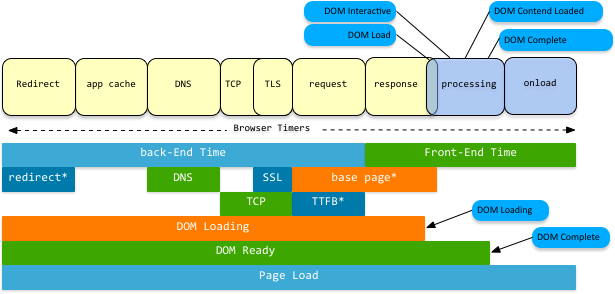 DOM Interactive
DOM Contend Loaded
DOM Load
DOM Complete
Redirect
app cache
DNS
TCP
TLS
request
response
processing
onload
Browser Timers
back-End Time
Front-End Time
redirect*
DNS
SSL
base page*
TCP
TTFB*
DOM Loading
DOM Loading
DOM Ready
DOM Complete
Page Load